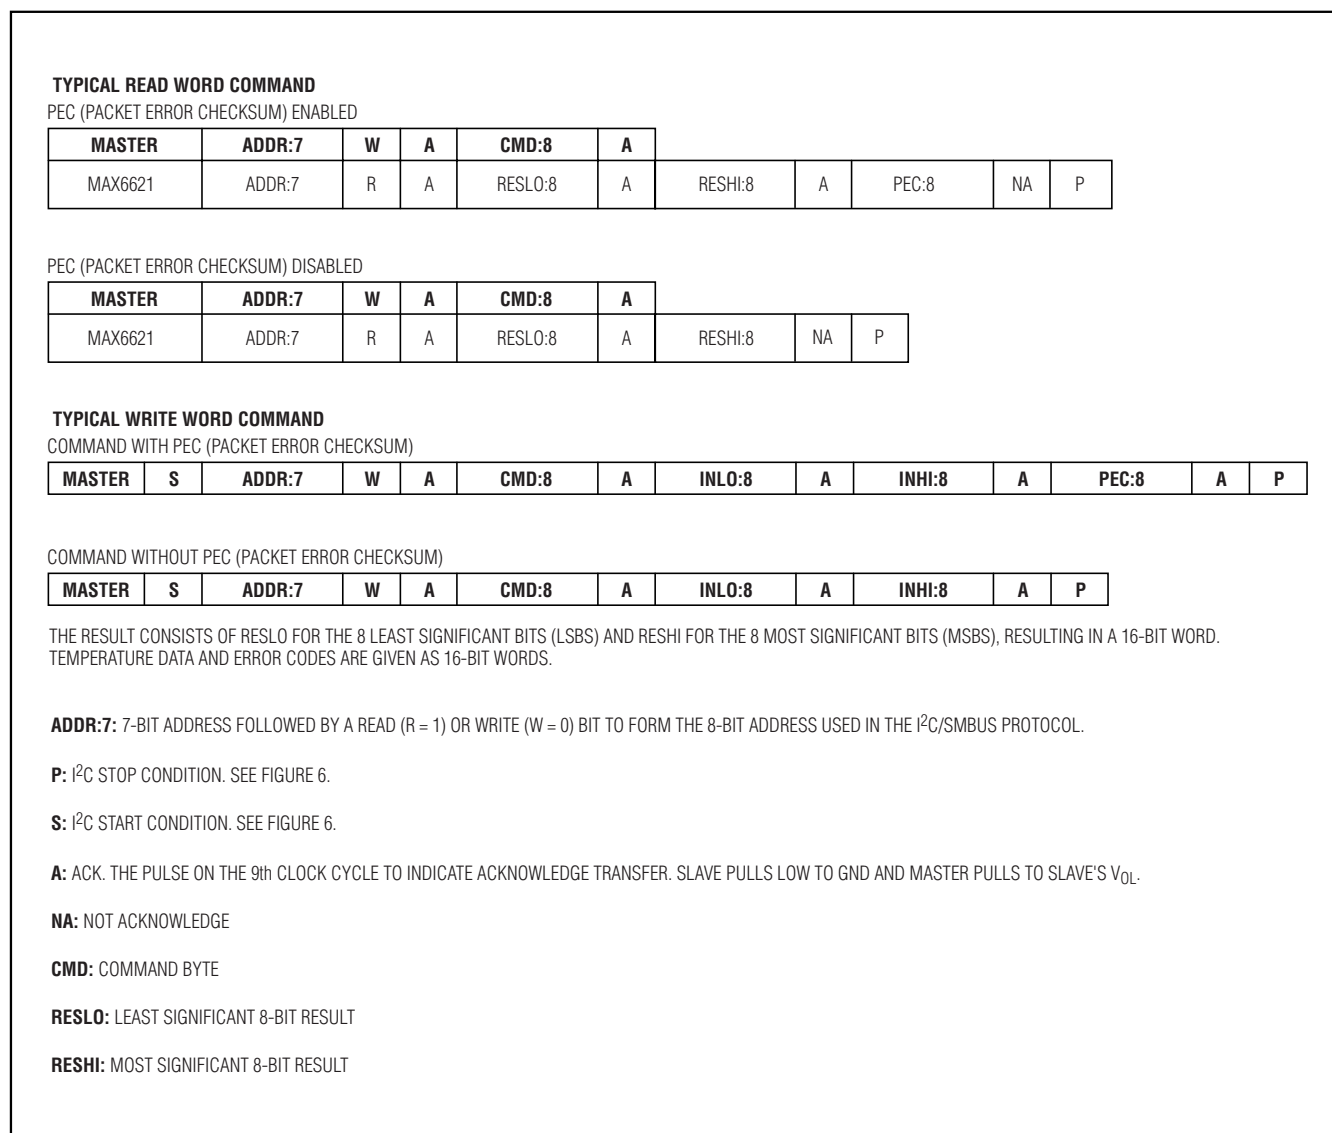 TYPICAL READ WORD COMMAND
PEC (PACKET ERROR CHECKSUM) ENABLED
MASTER ADDR:7 W A CMD:8 A
MAX6621 ADDR:7 R A RESLO:8 A RESHI:8 A PEC:8 NA P
PEC (PACKET ERROR CHECKSUM) DISABLED
MASTER ADDR:7 W A CMD:8 A
MAX6621 ADDR:7 R A RESLO:8 A RESHI:8 NA P
TYPICAL WRITE WORD COMMAND
COMMAND WITH PEC (PACKET ERROR CHECKSUM)
MASTER S ADDR:7 W A CMD:8 A INLO:8 A INHI:8 A PEC:8 A P
COMMAND WITHOUT PEC (PACKET ERROR CHECKSUM)
MASTER S ADDR:7 W A CMD:8 A INLO:8 A INHI:8 A P
THE RESULT CONSISTS OF RESLO FOR THE 8 LEAST SIGNIFICANT BITS (LSBS) AND RESHI FOR THE 8 MOST SIGNIFICANT BITS (MSBS), RESULTING IN A 16-BIT WORD.
TEMPERATURE DATA AND ERROR CODES ARE GIVEN AS 16-BIT WORDS.
ADDR:7: 7-BIT ADDRESS FOLLOWED BY A READ (R = 1) OR WRITE (W = 0) BIT TO FORM THE 8-BIT ADDRESS USED IN THE I2C/SMBUS PROTOCOL.
P: I2C STOP CONDITION. SEE FIGURE 6.
S: I2C START CONDITION. SEE FIGURE 6.
A: ACK. THE PULSE ON THE 9th CLOCK CYCLE TO INDICATE ACKNOWLEDGE TRANSFER. SLAVE PULLS LOW TO GND AND MASTER PULLS TO SLAVE'S VOL.
NA: NOT ACKNOWLEDGE
CMD: COMMAND BYTE
RESLO: LEAST SIGNIFICANT 8-BIT RESULT
RESHI: MOST SIGNIFICANT 8-BIT RESULT